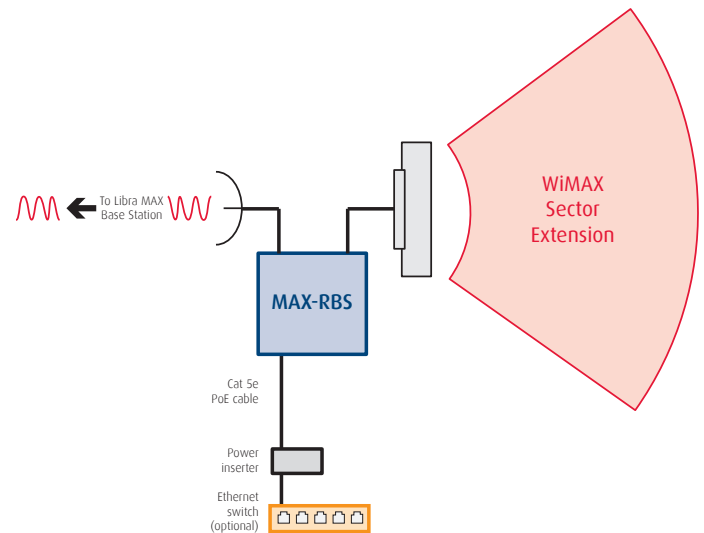 WiMAX
Sector
Extension
To Libra MAX
Base Station
MAX-RBS
Cat 5e
PoE cable
Power
inserter
Ethernet
switch
(optional)